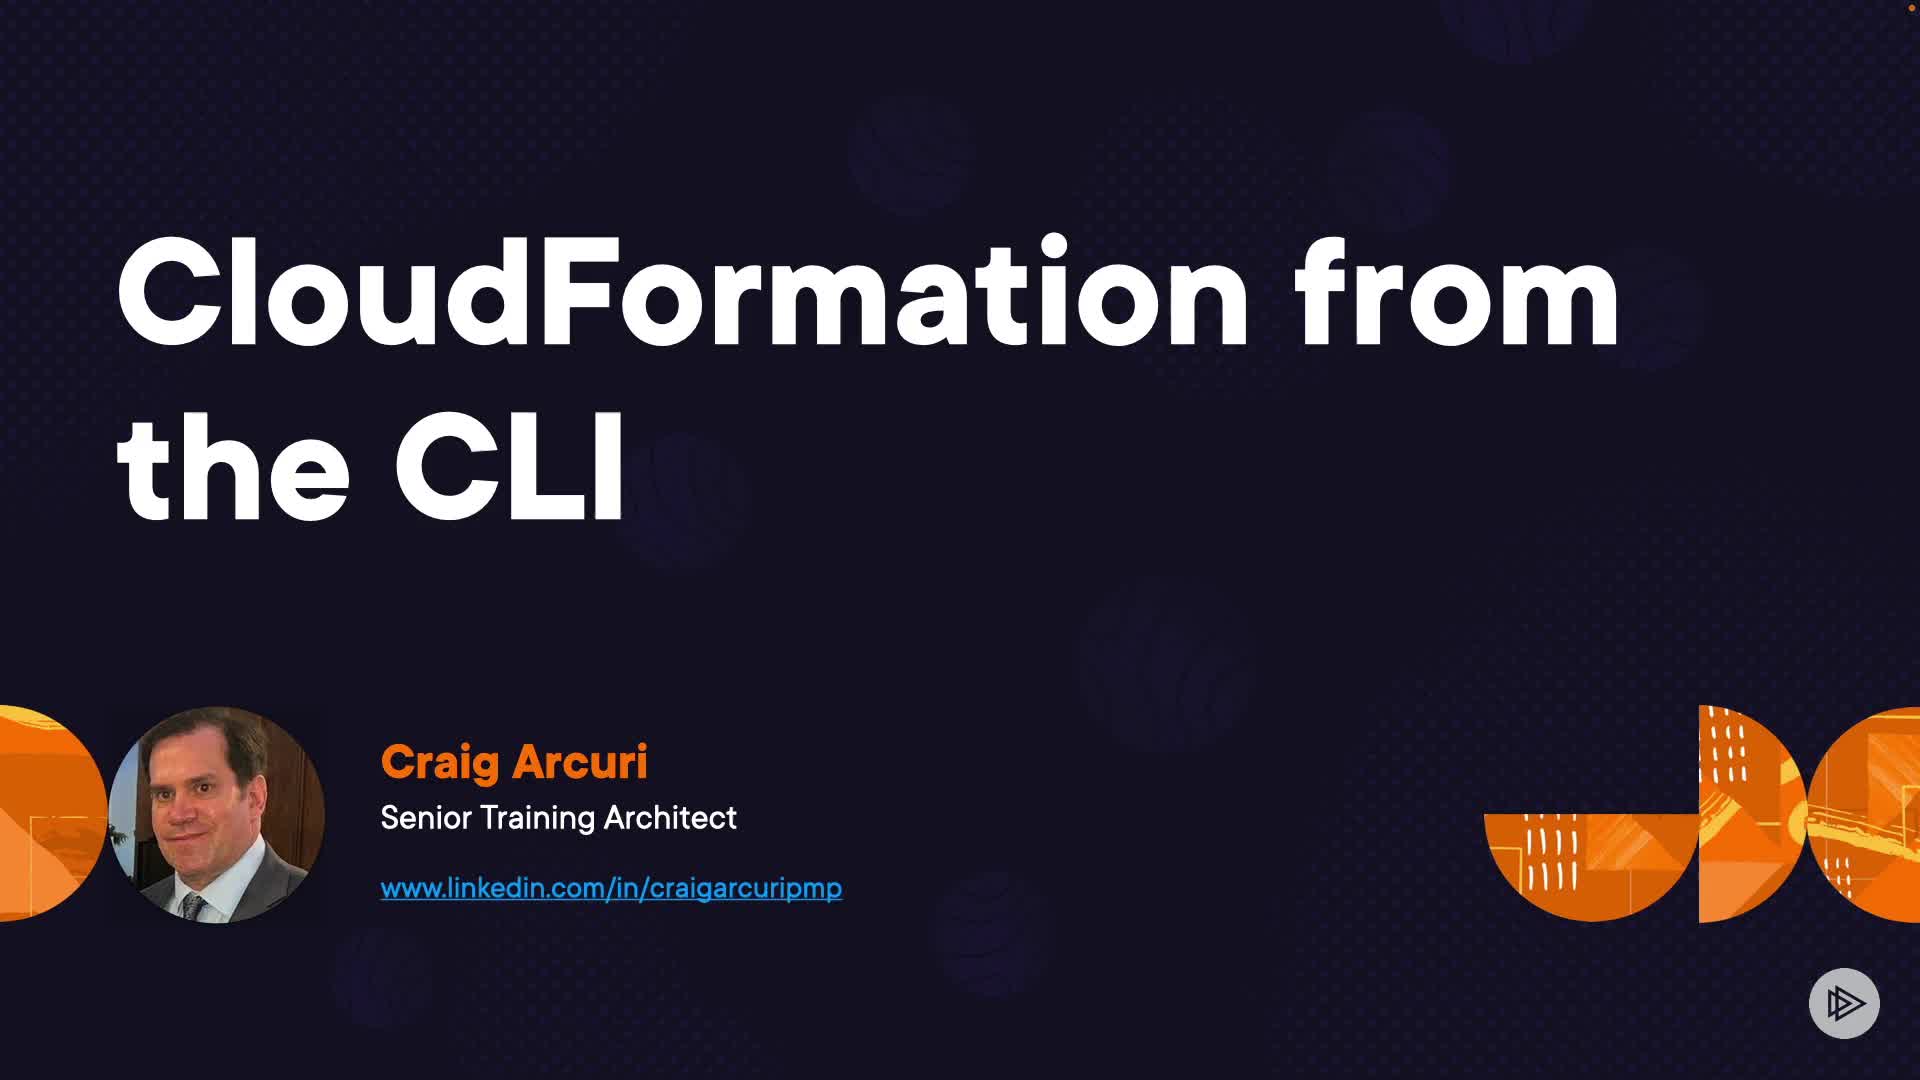 CloudFormation from
the CLI
Craig Arcuri
Senior Training Architect
www.linkedin.com/in/craigarcuripmp